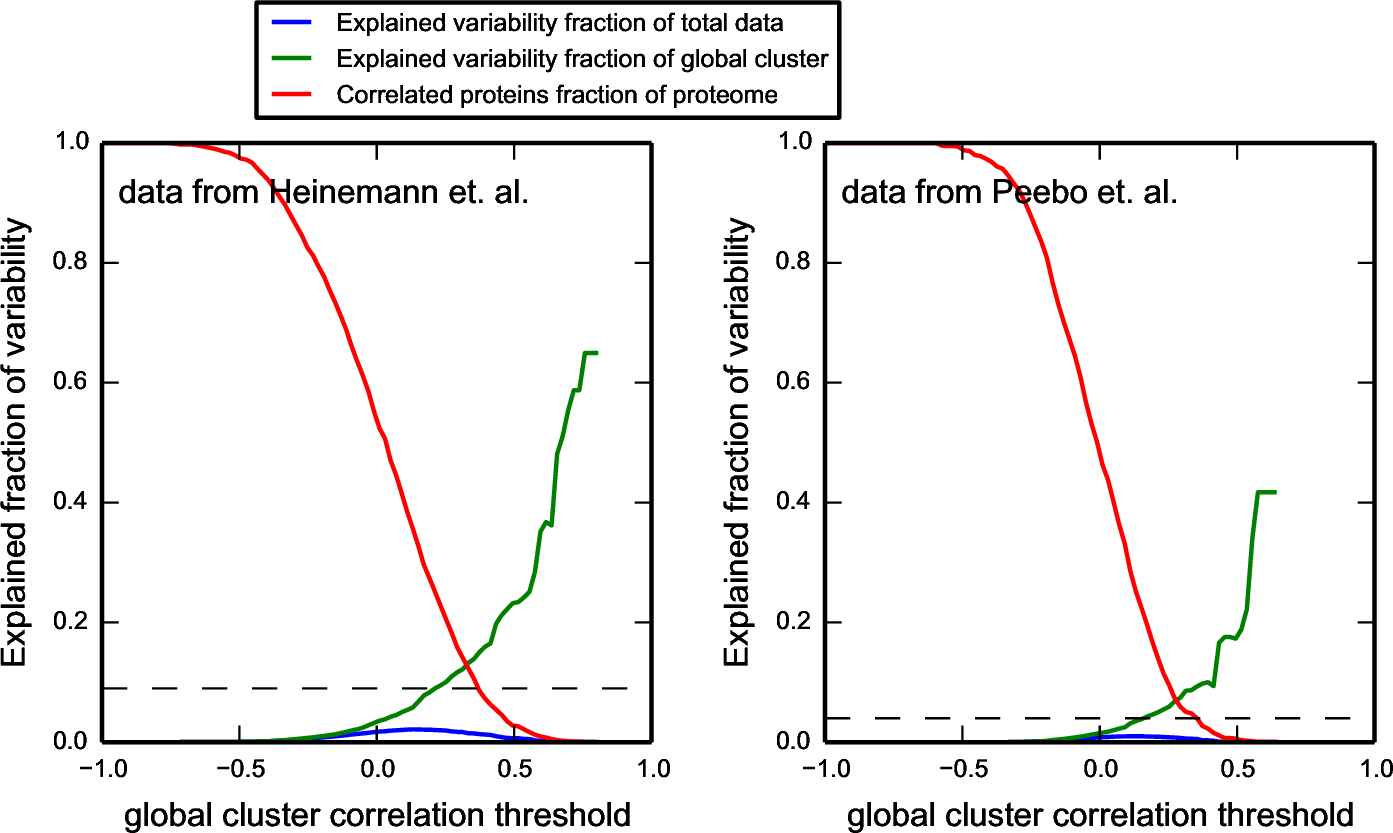 Explained variability fraction of total data
Explained variability fraction of global cluster
Correlated proteins fraction of proteome
data from Heinemann et. al.
Explained fraction of variability
1.0
0.8
0.6
0.4
0.2
0.0
−1.0 −0.5 0.0 0.5 1.0
global cluster correlation threshold
data from Peebo et. al.
Explained fraction of variability
1.0
0.8
0.6
0.4
0.2
0.0
−1.0 −0.5 0.0 0.5 1.0
global cluster correlation threshold